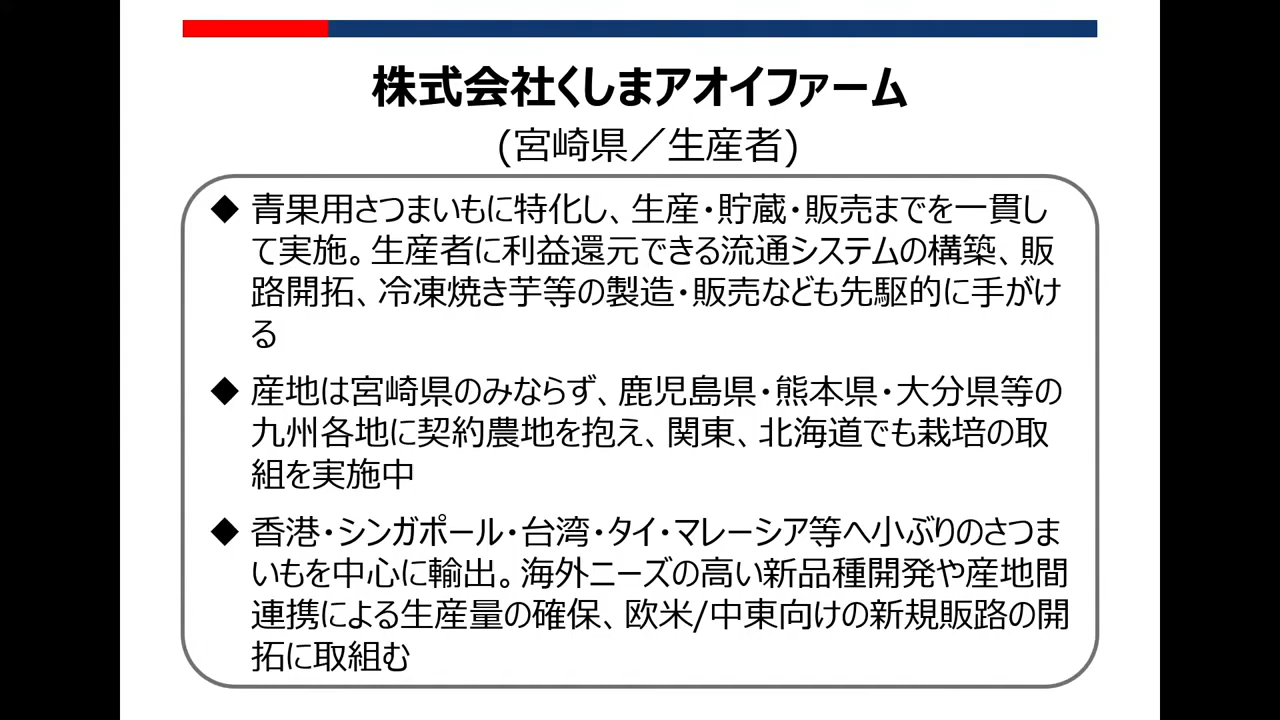 株式会社くしまアオイファーム
(宮崎県／生産者)
◆ 青果用さつまいもに特化し、生産・貯蔵・販売までを一貫し
て実施。生産者に利益還元できる流通システムの構築、販
路開拓、冷凍焼き芋等の製造・販売なども先駆的に手がけ
る
◆ 産地は宮崎県のみならず、鹿児島県・熊本県・大分県等の
九州各地に契約農地を抱え、関東、北海道でも栽培の取
組を実施中
◆ 香港・シンガポール・台湾・タイ・マレーシア等へ小ぶりのさつま
いもを中心に輸出。海外ニーズの高い新品種開発や産地間
連携による生産量の確保、欧米/中東向けの新規販路の開
拓に取組む